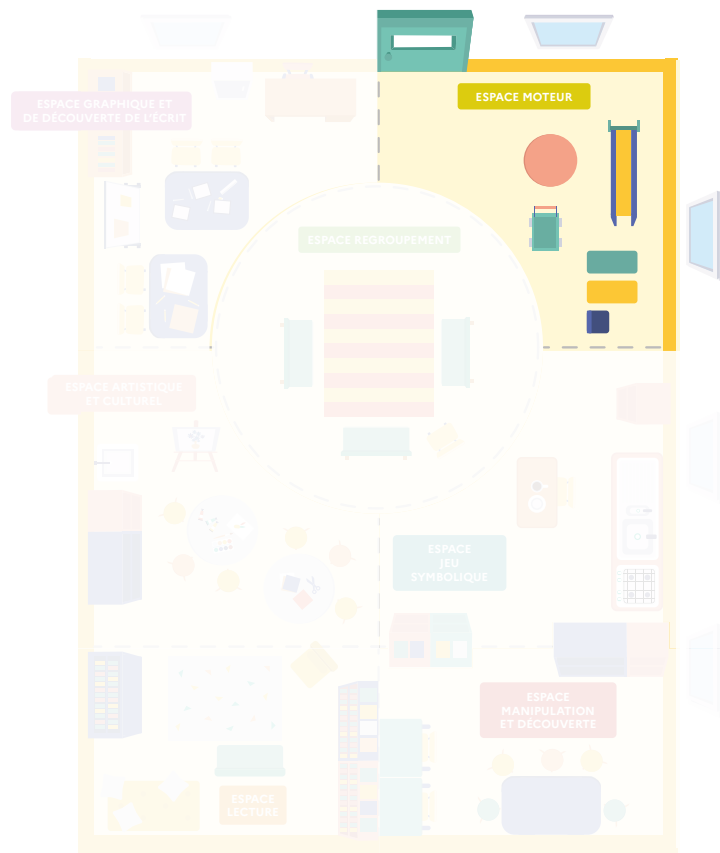 ESPACE MOTEUR
ESPACE GRAPHIQUE ET
DE DÉCOUVERTE DE L'ÉCRIT
ESPACE REGROUPEMENT
ESPACE ARTISTIQUE
ET CULTUREL
ESPACE
JEU
SYMBOLIQUE
ESPACE
MANIPULATION
ET DÉCOUVERTE
ESPACE
LECTURE